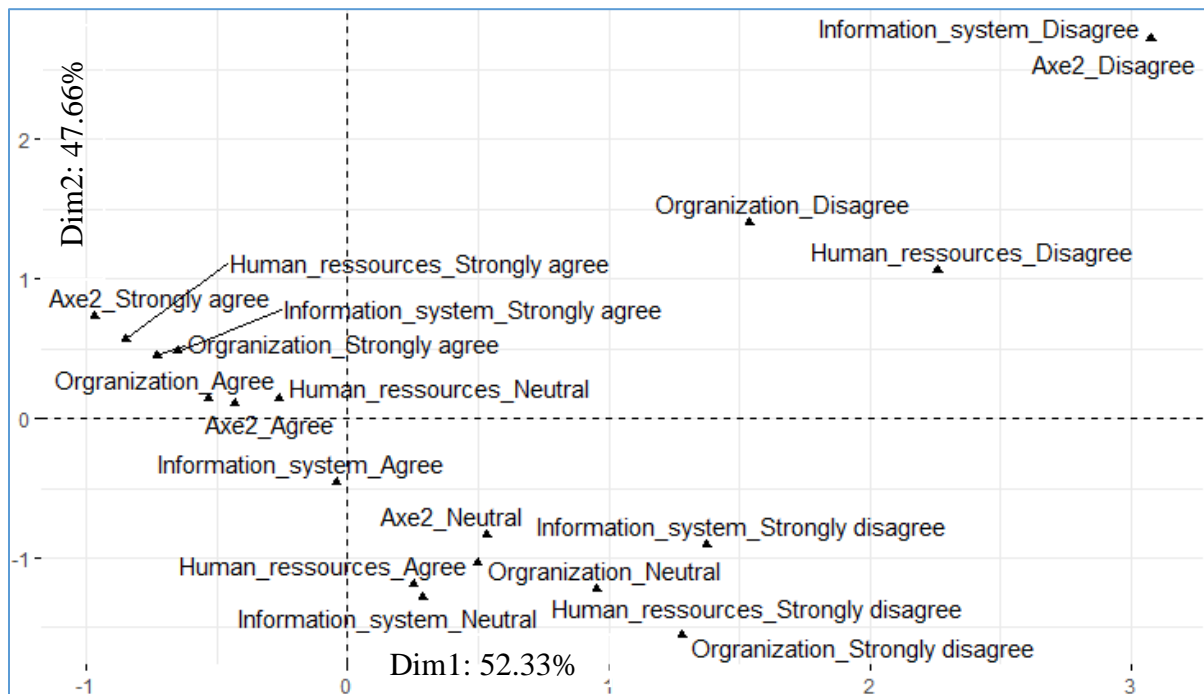 Information_system_Disagree
Axe2_Disagree
Dim2: 47.66%
2
Orgranization_Disagree
Human_ressources_Disagree
1
Human_ressources_Strongly agree
Axe2_Strongly agree
Information_system_Strongly agree
Orgranization_Strongly agree
Orgranization_Agree
Human_ressources_Neutral
0
Axe2_Agree
Information_system_Agree
Axe2_Neutral
Information_system_Strongly disagree
-1
Human_ressources_Agree
Orgranization_Neutral
Human_ressources_Strongly disagree
Information_system_Neutral
Orgranization_Strongly disagree
Dim1: 52.33%
-1 0 1 2 3